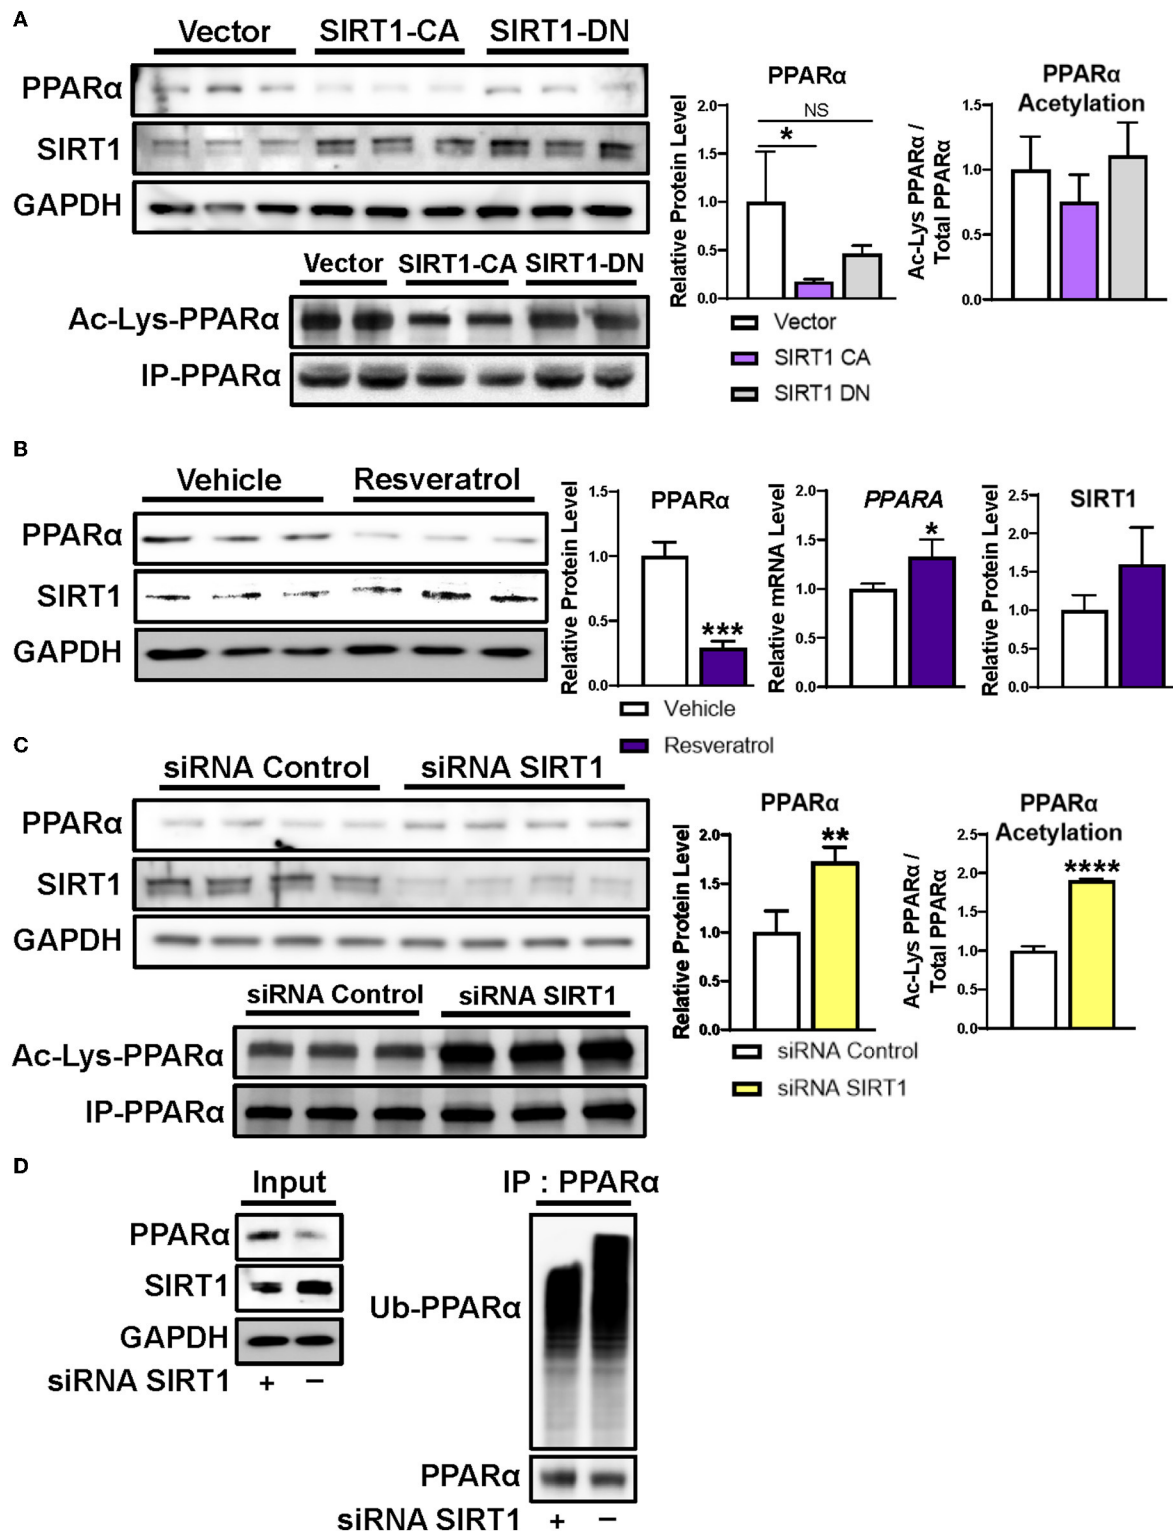 A
Vector SIRT1-CA SIRT1-DN
PPARα
SIRT1
GAPDH
Vector SIRT1-CA SIRT1-DN
Ac-Lys-PPARα
IP-PPARα
PPARα
Relative Protein Level
2.0
1.5
1.0
0.5
0.0
NS
*
Vector
SIRT1 CA
SIRT1 DN
PPARα
Acetylation
Ac-Lys PPARα /
Total PPARα
1.5
1.0
0.5
0.0
B
Vehicle Resveratrol
PPARα
SIRT1
GAPDH
PPARα
Relative Protein Level
1.5
1.0
0.5
0.0
***
Vehicle
Resveratrol
PPARA
Relative mRNA Level
2.0
1.5
1.0
0.5
0.0
*
SIRT1
Relative Protein Level
2.5
2.0
1.5
1.0
0.5
0.0
C
siRNA Control siRNA SIRT1
PPARα
SIRT1
GAPDH
siRNA Control siRNA SIRT1
Ac-Lys-PPARα
IP-PPARα
PPARα
Relative Protein Level
2.0
1.5
1.0
0.5
0.0
**
siRNA Control
siRNA SIRT1
PPARα
Acetylation
Ac-Lys PPARα /
Total PPARα
2.5
2.0
1.5
1.0
0.5
0.0
****
D
Input
PPARα
SIRT1
GAPDH
siRNA SIRT1 + −
IP : PPARα
Ub-PPARα
PPARα
siRNA SIRT1 + −